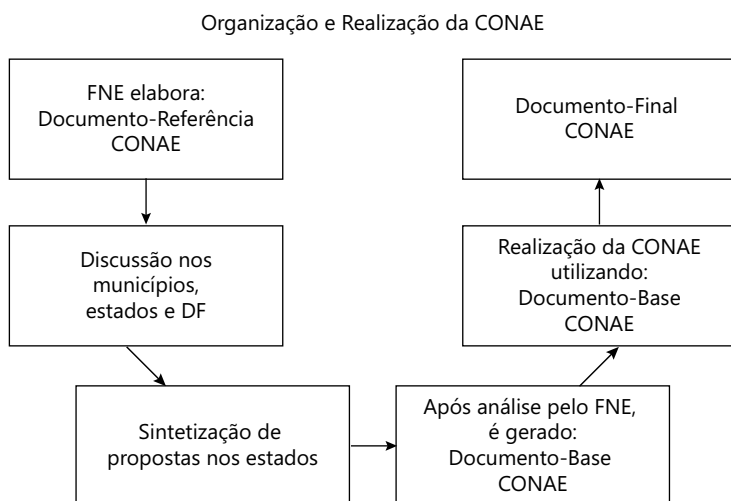 Organização e Realização da CONAE
FNE elabora:
Documento-Referência
CONAE
Discussão nos
municípios,
estados e DF
Sintetização de
propostas nos estados
Após análise pelo FNE,
é gerado:
Documento-Base
CONAE
Realização da CONAE
utilizando:
Documento-Base
CONAE
Documento-Final
CONAE